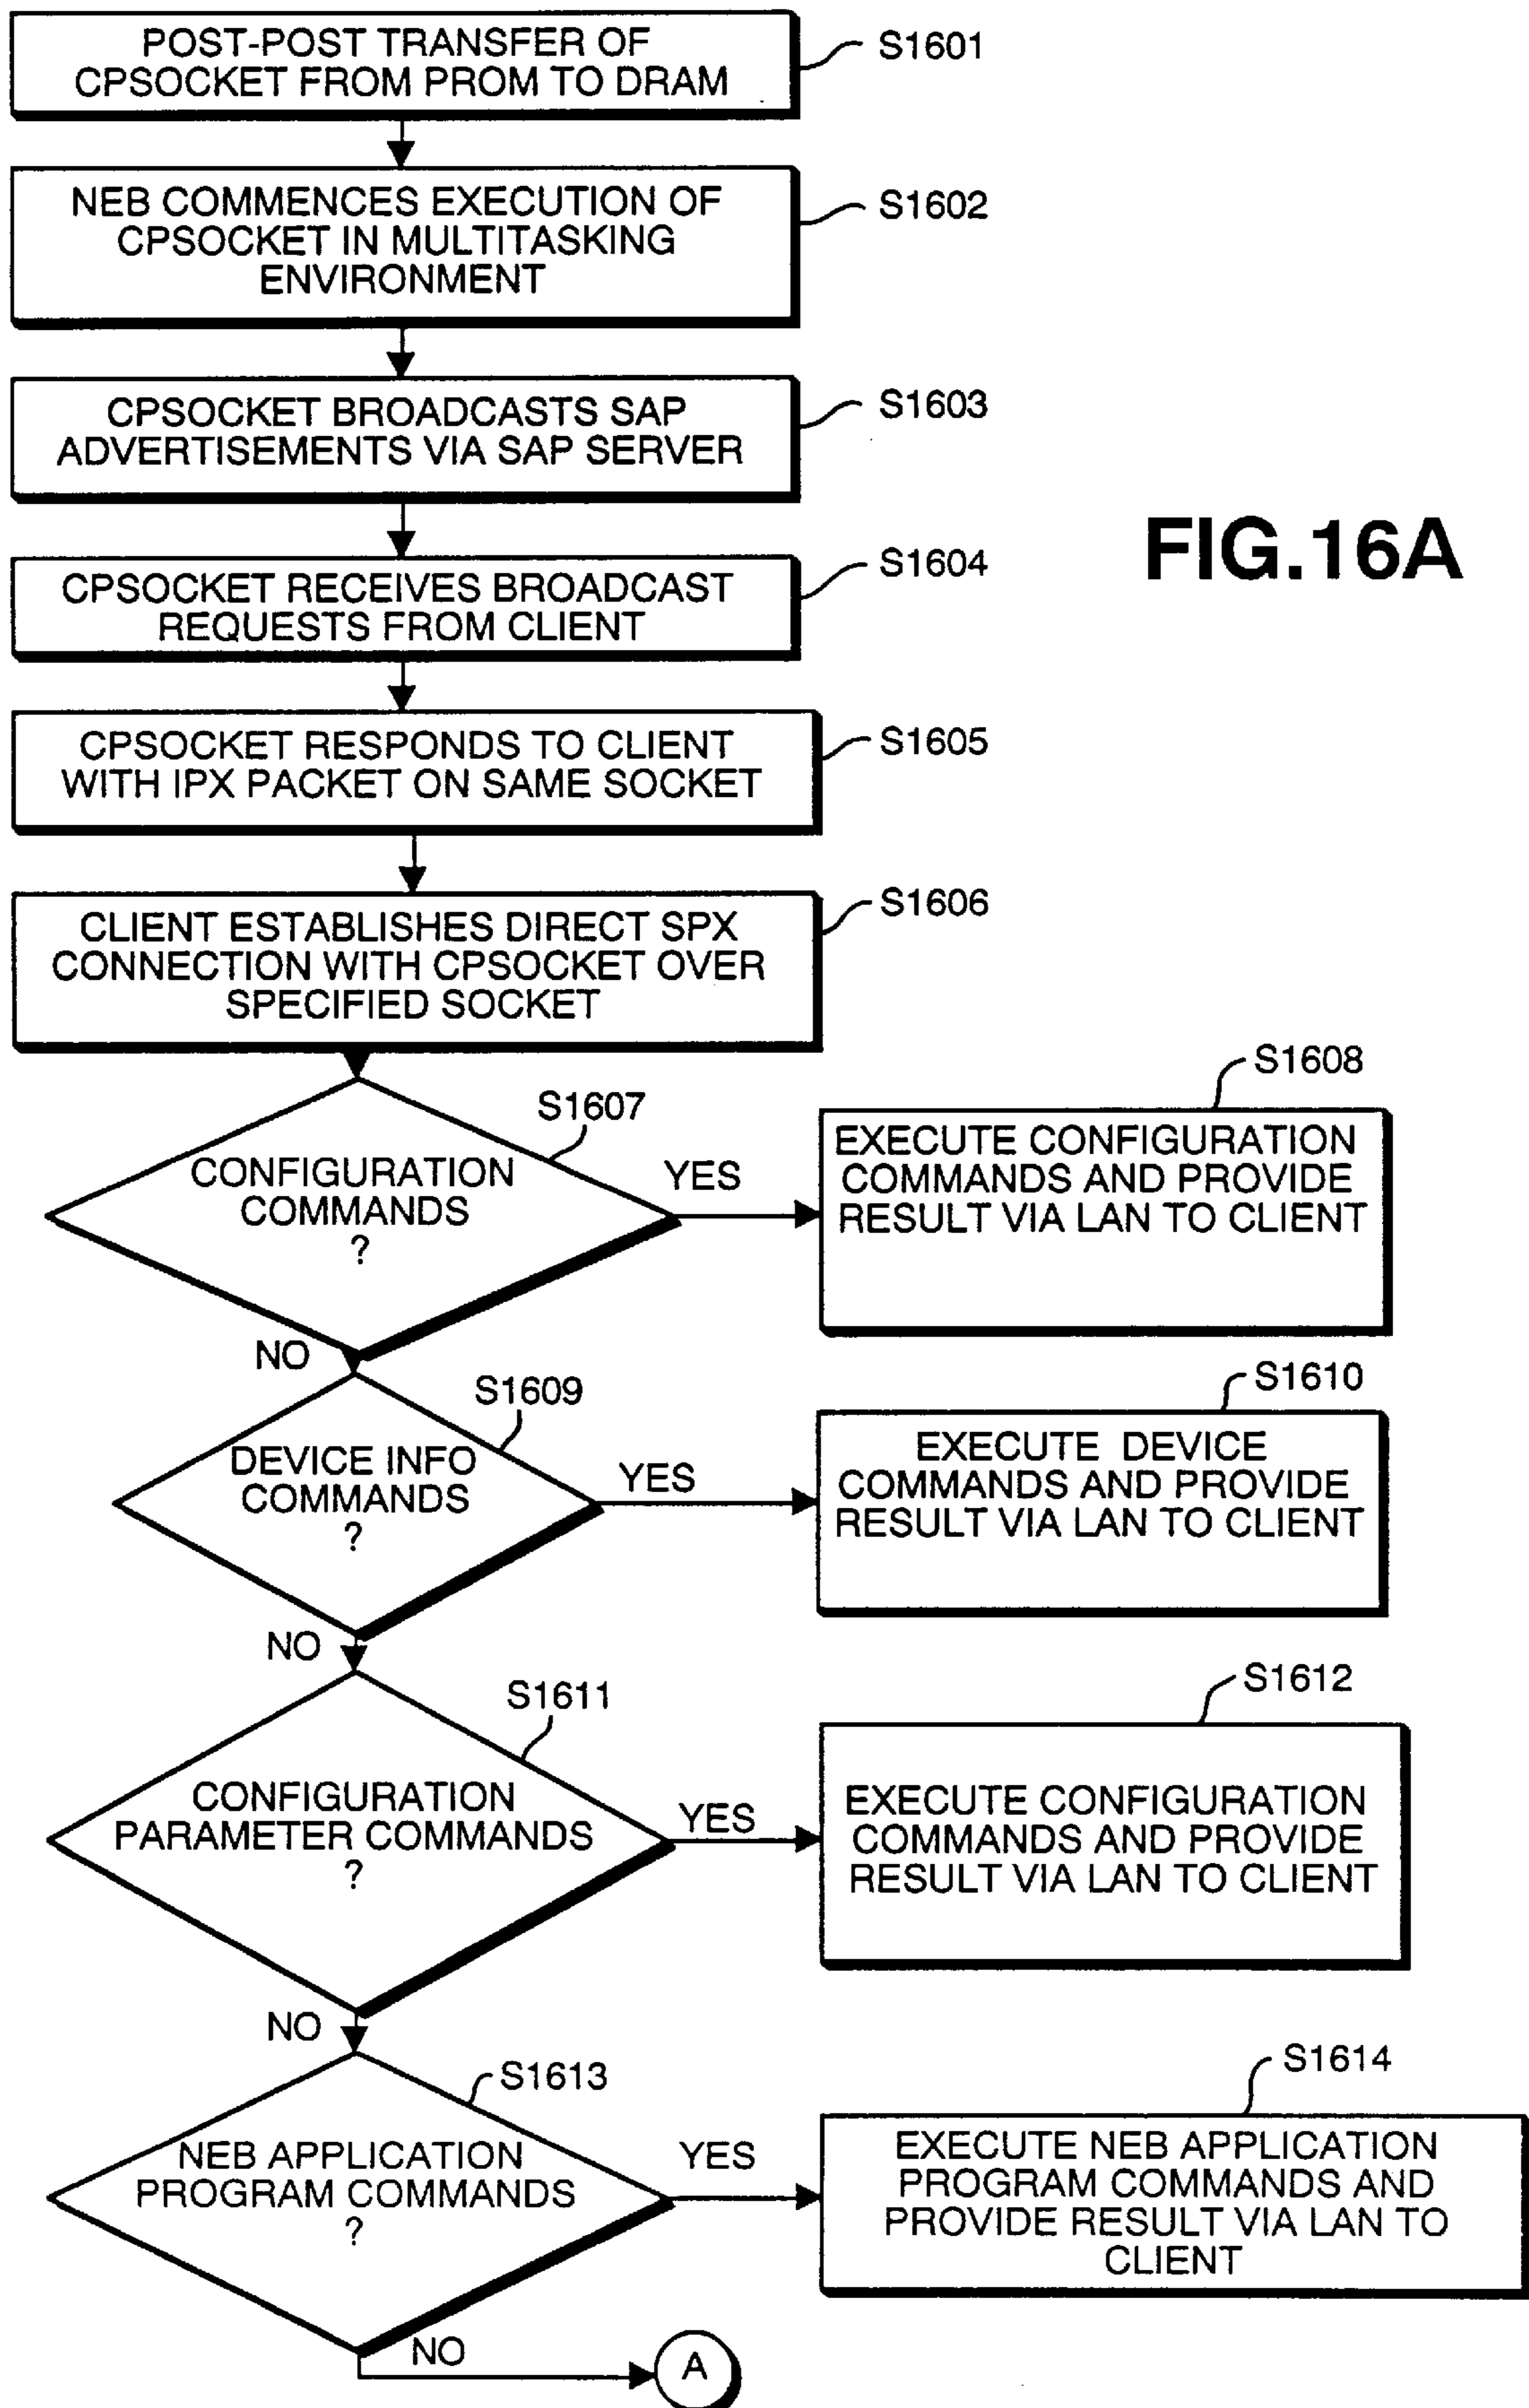 POST-POST TRANSFER OF
CPSOCKET FROM PROM TO DRAM
S1601
NEB COMMENCES EXECUTION OF
CPSOCKET IN MULTITASKING
ENVIRONMENT
S1602
CPSOCKET BROADCASTS SAP
ADVERTISEMENTS VIA SAP SERVER
S1603
FIG.16A
CPSOCKET RECEIVES BROADCAST
REQUESTS FROM CLIENT
S1604
CPSOCKET RESPONDS TO CLIENT
WITH IPX PACKET ON SAME SOCKET
S1605
CLIENT ESTABLISHES DIRECT SPX
CONNECTION WITH CPSOCKET OVER
SPECIFIED SOCKET
S1606
S1607
CONFIGURATION
COMMANDS
?
YES
S1608
EXECUTE CONFIGURATION
COMMANDS AND PROVIDE
RESULT VIA LAN TO CLIENT
NO
S1609
DEVICE INFO
COMMANDS
?
YES
S1610
EXECUTE DEVICE
COMMANDS AND PROVIDE
RESULT VIA LAN TO CLIENT
NO
S1611
CONFIGURATION
PARAMETER COMMANDS
?
YES
S1612
EXECUTE CONFIGURATION
COMMANDS AND PROVIDE
RESULT VIA LAN TO CLIENT
NO
S1613
NEB APPLICATION
PROGRAM COMMANDS
?
YES
S1614
EXECUTE NEB APPLICATION
PROGRAM COMMANDS AND
PROVIDE RESULT VIA LAN TO
CLIENT
NO
A